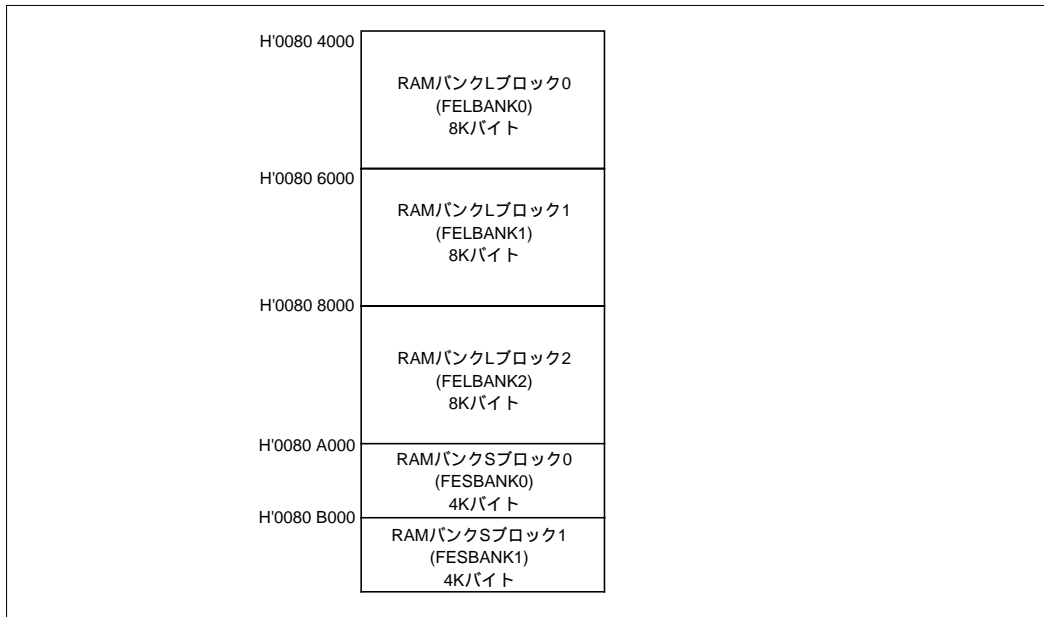 H'0080 4000
RAMバンクLブロック0
(FELBANK0)
8Kバイト
H'0080 6000
RAMバンクLブロック1
(FELBANK1)
8Kバイト
H'0080 8000
RAMバンクLブロック2
(FELBANK2)
8Kバイト
H'0080 A000
RAMバンクSブロック0
(FESBANK0)
4Kバイト
H'0080 B000
RAMバンクSブロック1
(FESBANK1)
4Kバイト